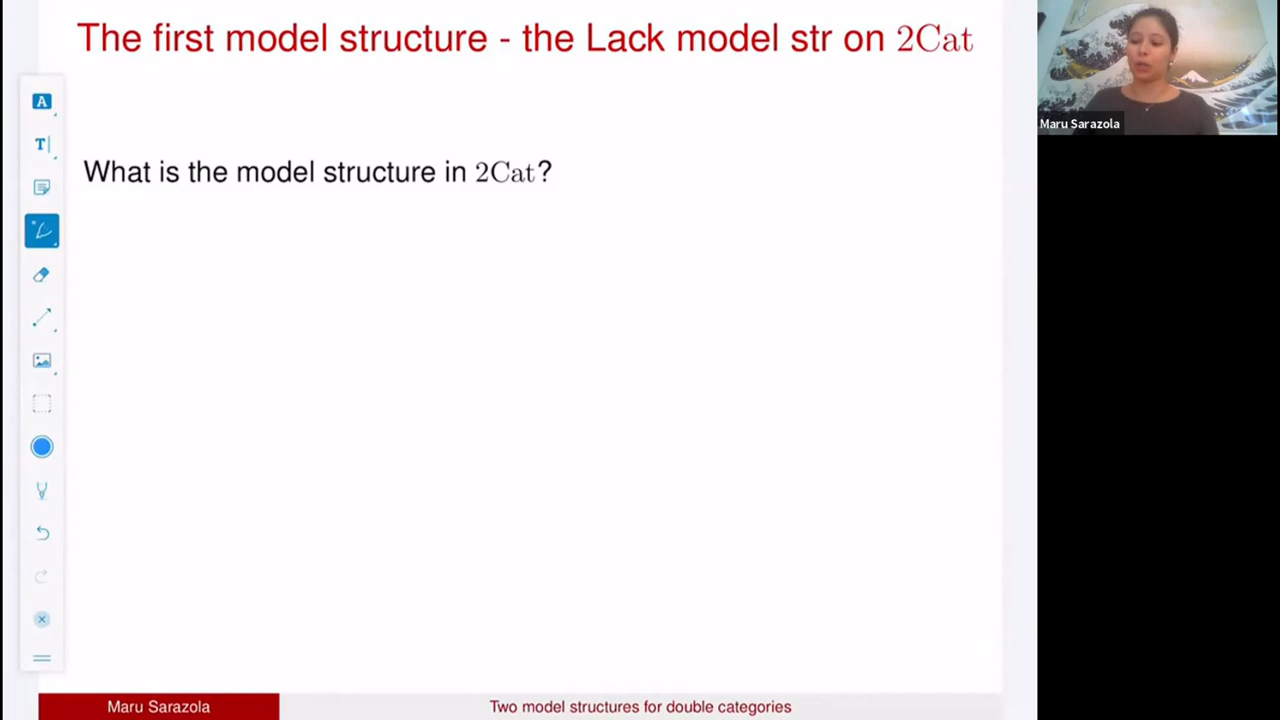 The first model structure - the Lack model str on 2Cat
What is the model structure in 2Cat?
Maru Sarazola
Maru Sarazola
Two model structures for double categories
A
T